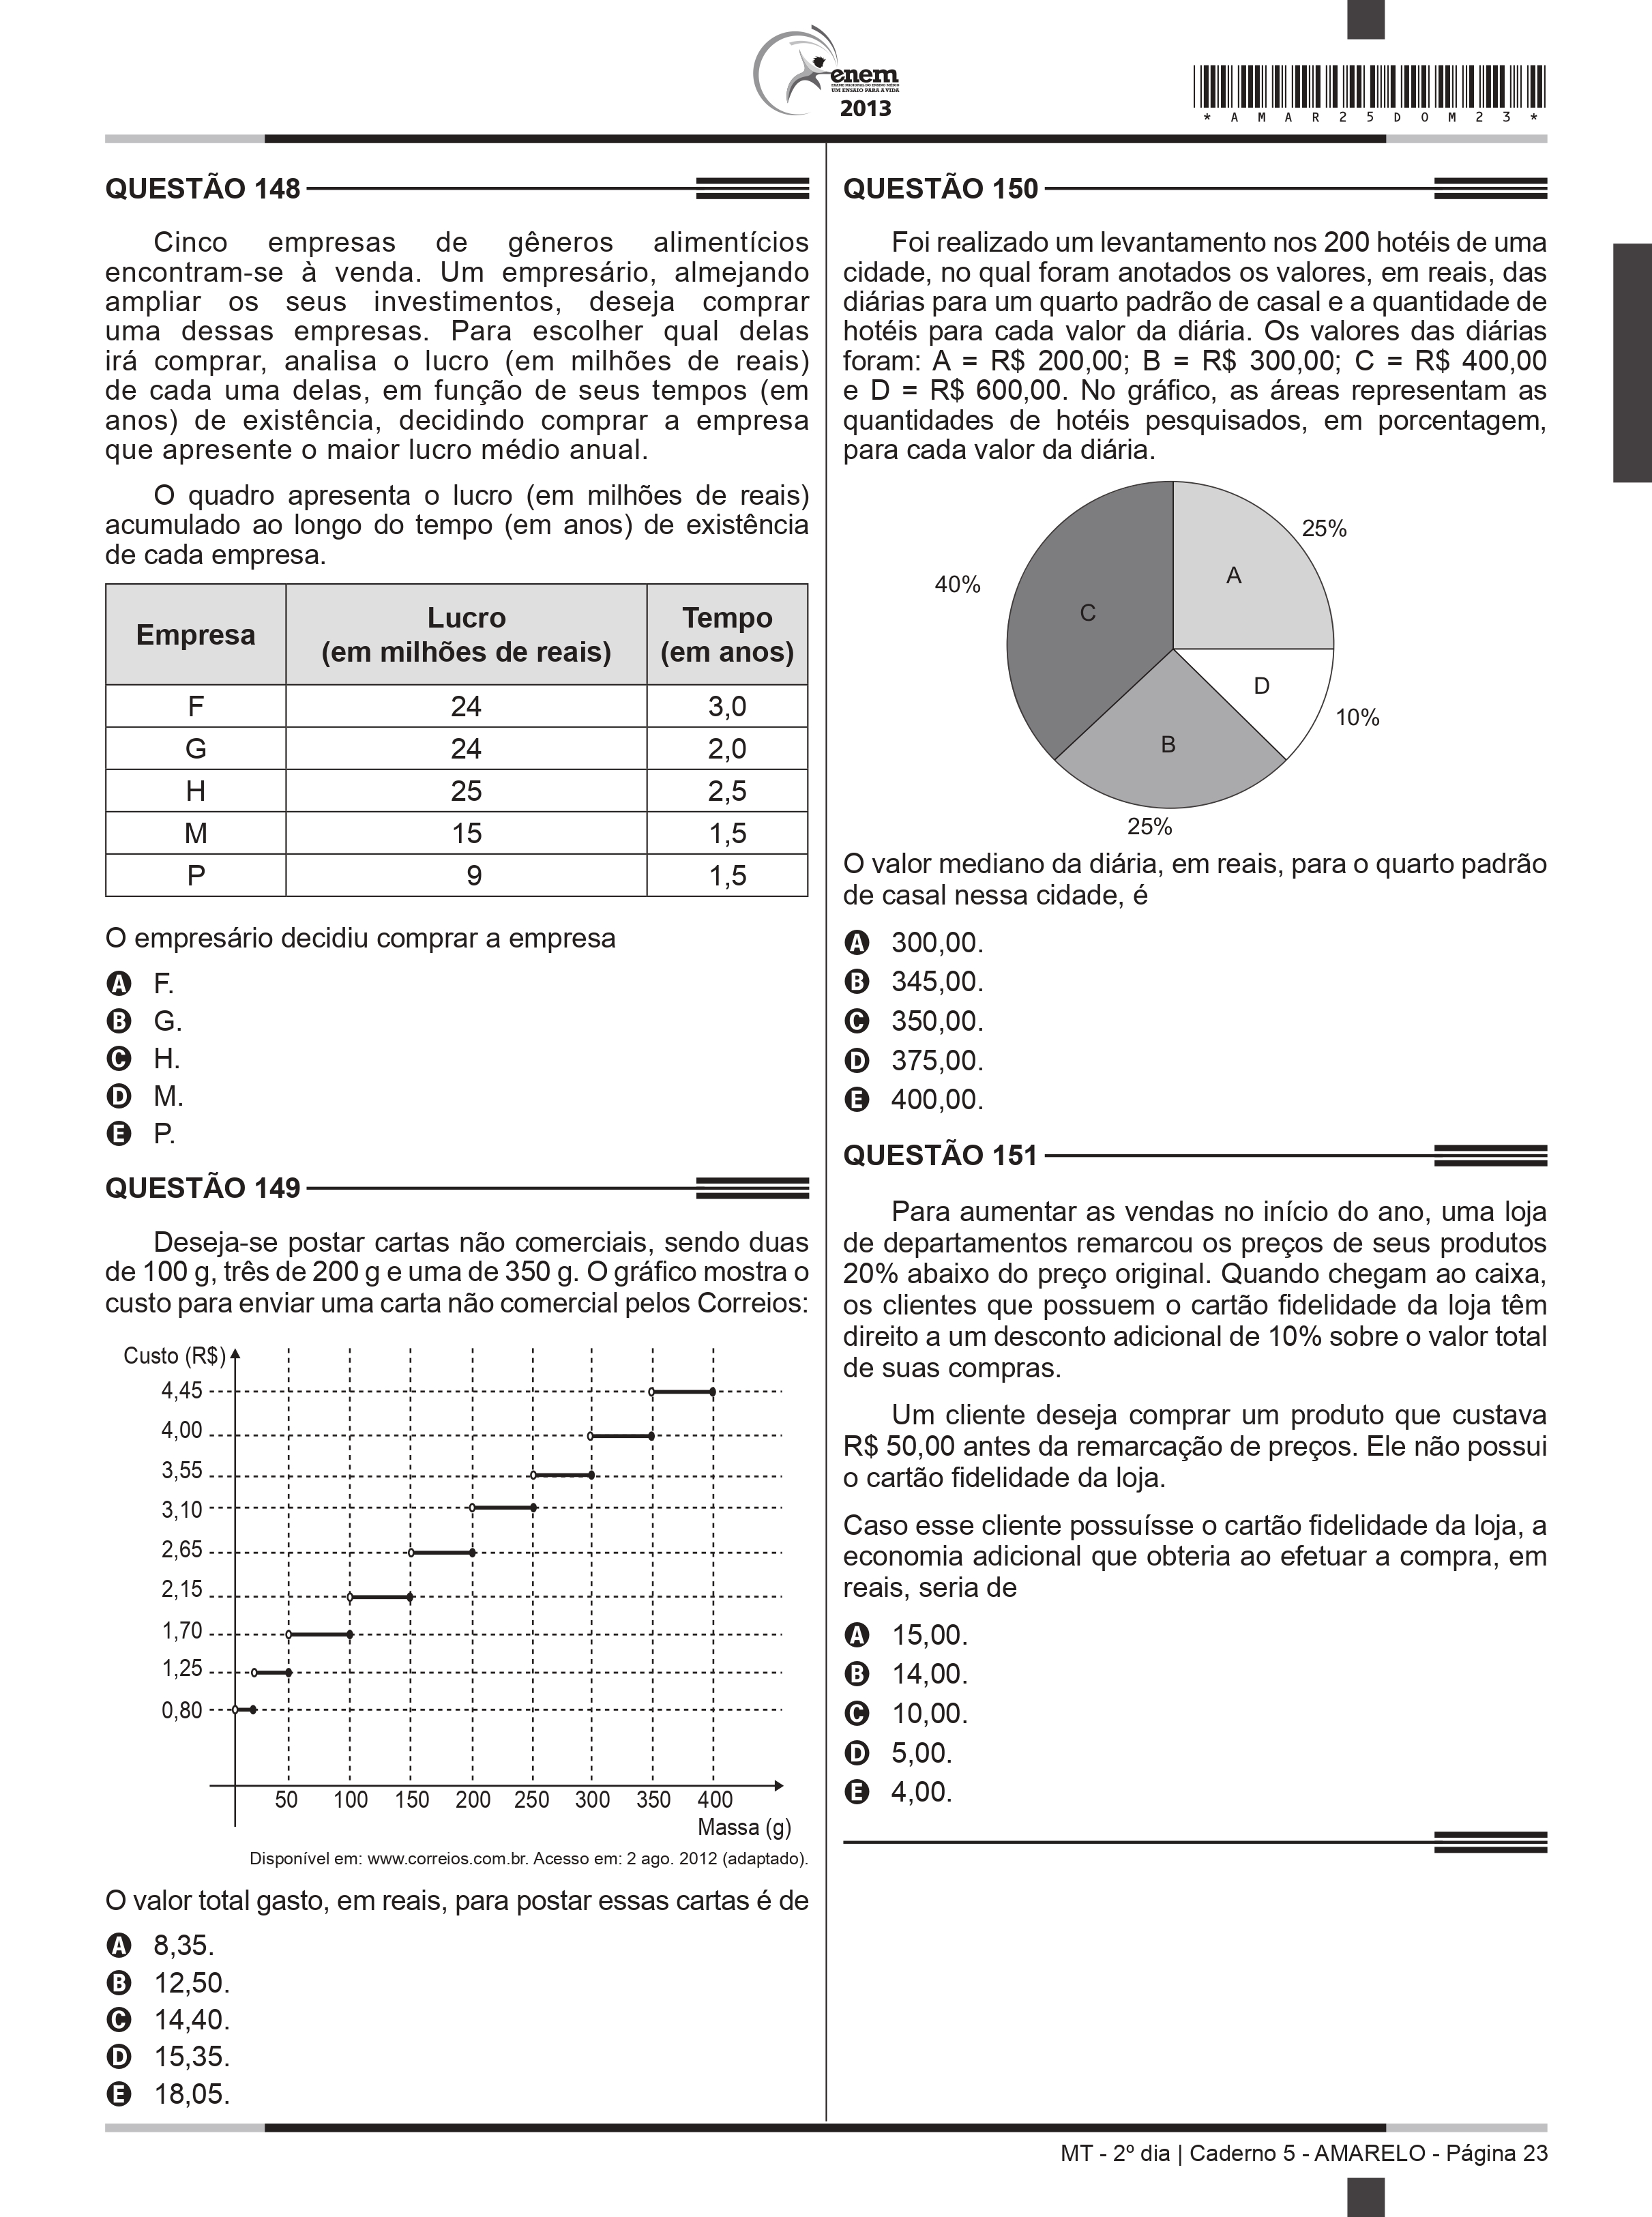 enem
EXAME NACIONAL DO ENSINO MÉDIO
UM ENSAIO PARA A VIDA
2013
* A M A R 2 5 D O M 2 3 *
QUESTÃO 148
Cinco empresas de gêneros alimentícios
encontram-se à venda. Um empresário, almejando
ampliar os seus investimentos, deseja comprar
uma dessas empresas. Para escolher qual delas
irá comprar, analisa o lucro (em milhões de reais)
de cada uma delas, em função de seus tempos (em
anos) de existência, decidindo comprar a empresa
que apresente o maior lucro médio anual.
O quadro apresenta o lucro (em milhões de reais)
acumulado ao longo do tempo (em anos) de existência
de cada empresa.
Empresa Lucro (em milhões de reais) Tempo (em anos)
F 24 3,0
G 24 2,0
H 25 2,5
M 15 1,5
P 9 1,5
O empresário decidiu comprar a empresa
A F.
B G.
C H.
D M.
E P.
QUESTÃO 149
Deseja-se postar cartas não comerciais, sendo duas
de 100 g, três de 200 g e uma de 350 g. O gráfico mostra o
custo para enviar uma carta não comercial pelos Correios:
Custo (R$)
4,45
4,00
3,55
3,10
2,65
2,15
1,70
1,25
0,80
50 100 150 200 250 300 350 400
Massa (g)
Disponível em: www.correios.com.br. Acesso em: 2 ago. 2012 (adaptado).
O valor total gasto, em reais, para postar essas cartas é de
A 8,35.
B 12,50.
C 14,40.
D 15,35.
E 18,05.
QUESTÃO 150
Foi realizado um levantamento nos 200 hotéis de uma
cidade, no qual foram anotados os valores, em reais, das
diárias para um quarto padrão de casal e a quantidade de
hotéis para cada valor da diária. Os valores das diárias
foram: A = R$ 200,00; B = R$ 300,00; C = R$ 400,00
e D = R$ 600,00. No gráfico, as áreas representam as
quantidades de hotéis pesquisados, em porcentagem,
para cada valor da diária.
25%
A
40%
C
D
10%
B
25%
O valor mediano da diária, em reais, para o quarto padrão
de casal nessa cidade, é
A 300,00.
B 345,00.
C 350,00.
D 375,00.
E 400,00.
QUESTÃO 151
Para aumentar as vendas no início do ano, uma loja
de departamentos remarcou os preços de seus produtos
20% abaixo do preço original. Quando chegam ao caixa,
os clientes que possuem o cartão fidelidade da loja têm
direito a um desconto adicional de 10% sobre o valor total
de suas compras.
Um cliente deseja comprar um produto que custava
R$ 50,00 antes da remarcação de preços. Ele não possui
o cartão fidelidade da loja.
Caso esse cliente possuísse o cartão fidelidade da loja, a
economia adicional que obteria ao efetuar a compra, em
reais, seria de
A 15,00.
B 14,00.
C 10,00.
D 5,00.
E 4,00.
MT - 2º dia | Caderno 5 - AMARELO - Página 23